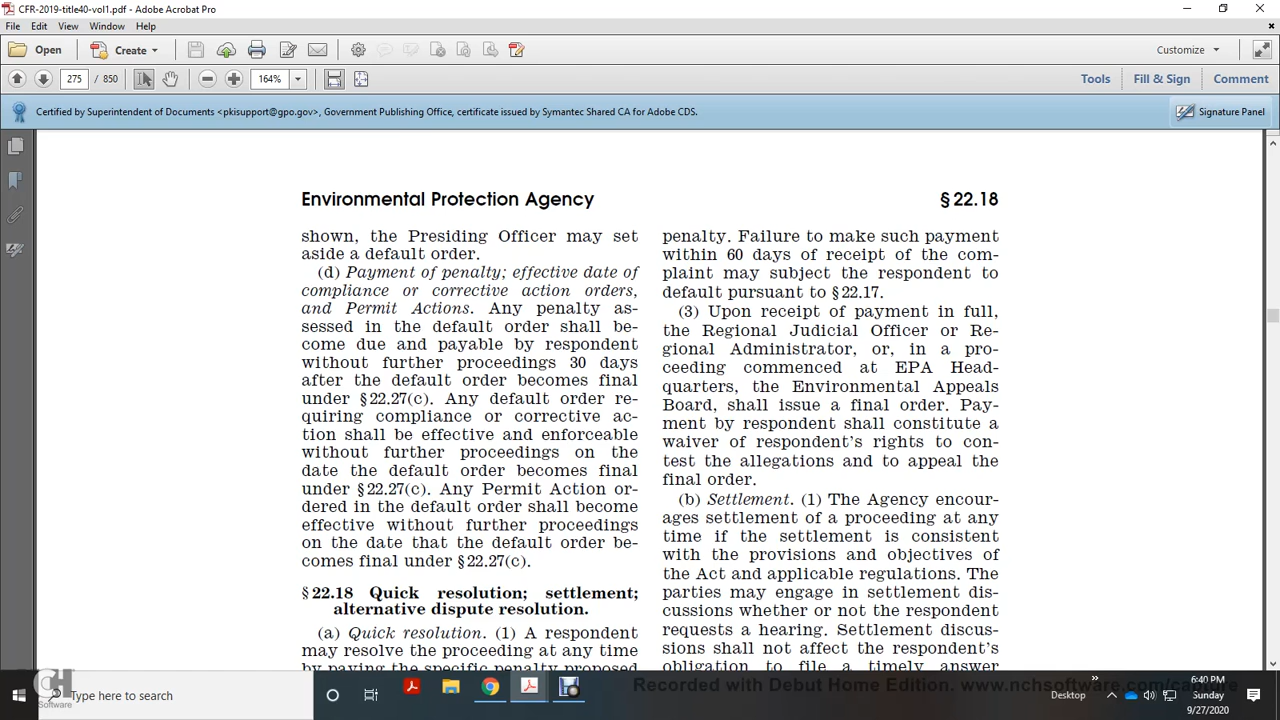 CFR-2019-title40-vol1.pdf - Adobe Acrobat Pro
File Edit View Window Help
Open Create Customize
275 / 850 164% Tools Fill & Sign Comment
Certified by Superintendent of Documents <pkisupport@gpo.gov>, Government Publishing Office, certificate issued by Symantec Shared CA for Adobe CDS.
Signature Panel
Environmental Protection Agency
§ 22.18
shown, the Presiding Officer may set
aside a default order.
(d) Payment of penalty; effective date of
compliance or corrective action orders,
and Permit Actions. Any penalty as-
sessed in the default order shall be-
come due and payable by respondent
without further proceedings 30 days
after the default order becomes final
under § 22.27(c). Any default order re-
quiring compliance or corrective ac-
tion shall be effective and enforceable
without further proceedings on the
date the default order becomes final
under § 22.27(c). Any Permit Action or-
dered in the default order shall become
effective without further proceedings
on the date that the default order be-
comes final under § 22.27(c).
§ 22.18 Quick resolution; settlement;
alternative dispute resolution.
(a) Quick resolution. (1) A respondent
may resolve the proceeding at any time
by paying the specific penalty proposed
penalty. Failure to make such payment
within 60 days of receipt of the com-
plaint may subject the respondent to
default pursuant to § 22.17.
(3) Upon receipt of payment in full,
the Regional Judicial Officer or Re-
gional Administrator, or, in a pro-
ceeding commenced at EPA Head-
quarters, the Environmental Appeals
Board, shall issue a final order. Pay-
ment by respondent shall constitute a
waiver of respondent's rights to con-
test the allegations and to appeal the
final order.
(b) Settlement. (1) The Agency encour-
ages settlement of a proceeding at any
time if the settlement is consistent
with the provisions and objectives of
the Act and applicable regulations. The
parties may engage in settlement dis-
cussions whether or not the respondent
requests a hearing. Settlement discus-
sions shall not affect the respondent's
obligation to file a timely answer
Recorded with Debut Home Edition. www.nchsoftware.com/capture
NCH
Software
Type here to search
Desktop
6:40 PM
Sunday
9/27/2020